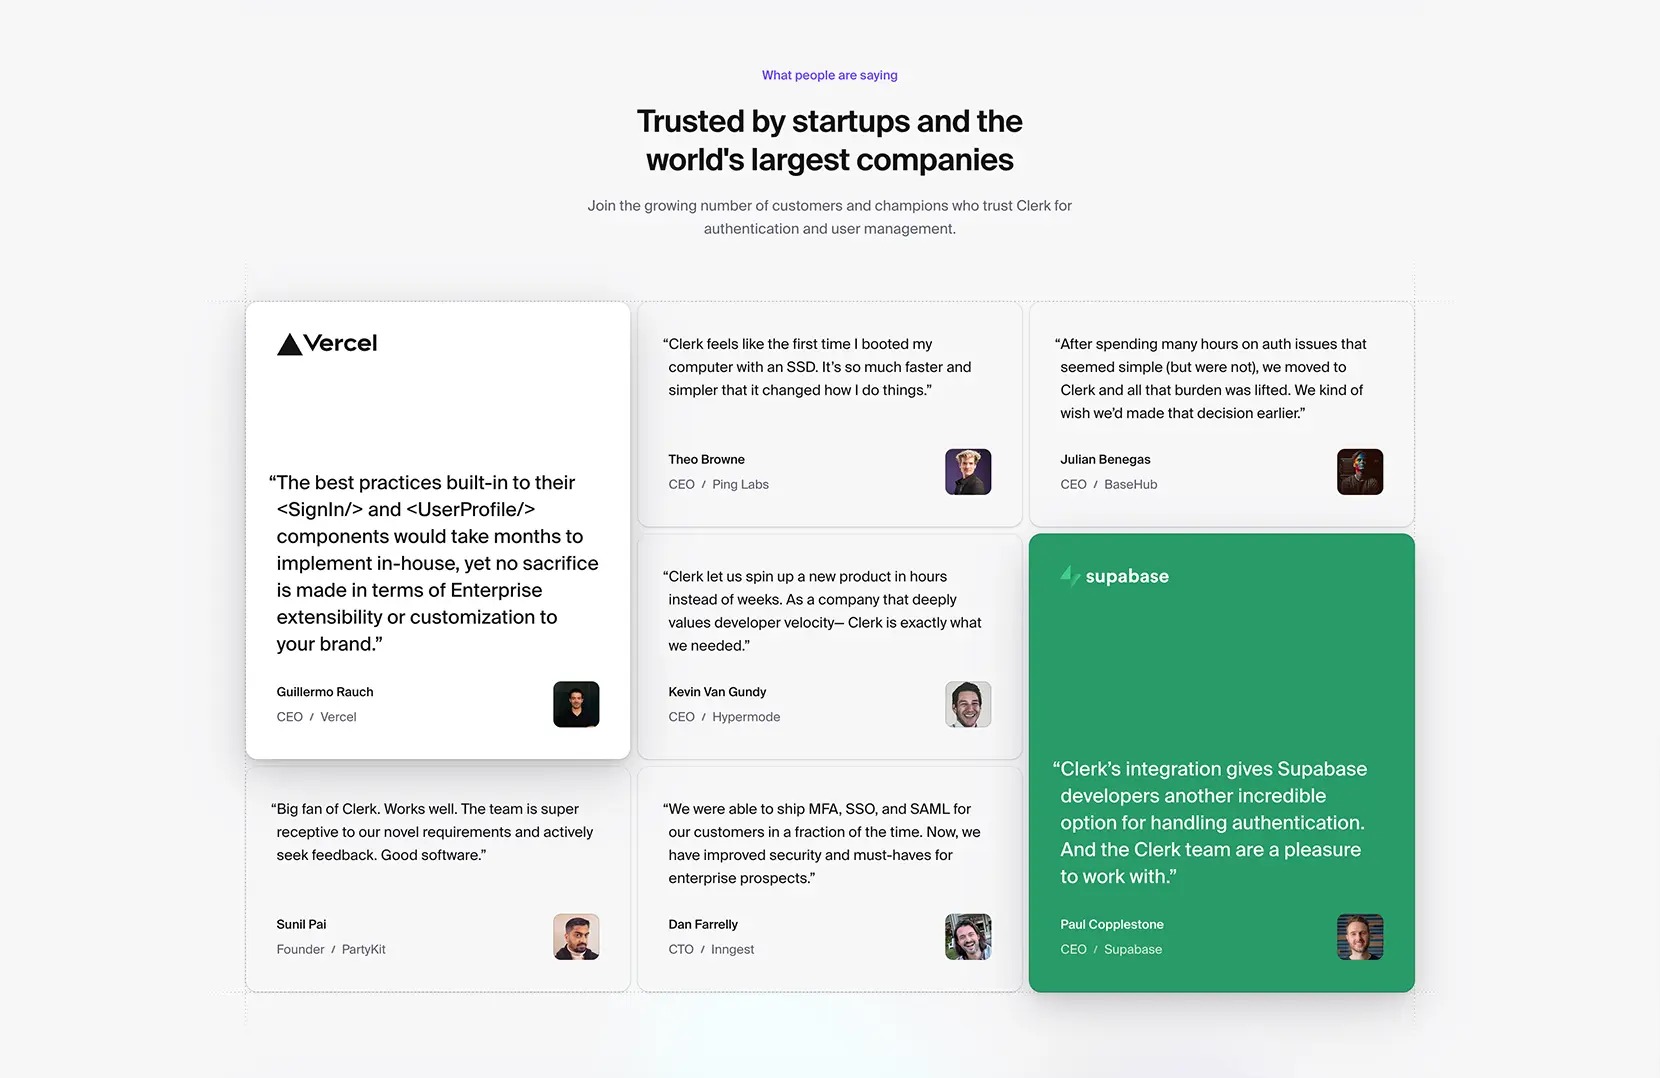 What people are saying
Trusted by startups and the
world's largest companies
Join the growing number of customers and champions who trust Clerk for
authentication and user management.
Vercel
“The best practices built-in to their
<SignIn/> and <UserProfile/>
components would take months to
implement in-house, yet no sacrifice
is made in terms of Enterprise
extensibility or customization to
your brand.”
Guillermo Rauch
CEO / Vercel
“Clerk feels like the first time I booted my
computer with an SSD. It’s so much faster and
simpler that it changed how I do things.”
Theo Browne
CEO / Ping Labs
“After spending many hours on auth issues that
seemed simple (but were not), we moved to
Clerk and all that burden was lifted. We kind of
wish we’d made that decision earlier.”
Julian Benegas
CEO / BaseHub
“Clerk let us spin up a new product in hours
instead of weeks. As a company that deeply
values developer velocity— Clerk is exactly what
we needed.”
Kevin Van Gundy
CEO / Hypermode
supabase
“Clerk’s integration gives Supabase
developers another incredible
option for handling authentication.
And the Clerk team are a pleasure
to work with.”
Paul Copplestone
CEO / Supabase
“Big fan of Clerk. Works well. The team is super
receptive to our novel requirements and actively
seek feedback. Good software.”
Sunil Pai
Founder / PartyKit
“We were able to ship MFA, SSO, and SAML for
our customers in a fraction of the time. Now, we
have improved security and must-haves for
enterprise prospects.”
Dan Farrelly
CTO / Inngest